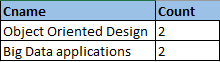 Cname Count
Object Oriented Design 2
Big Data applications 2